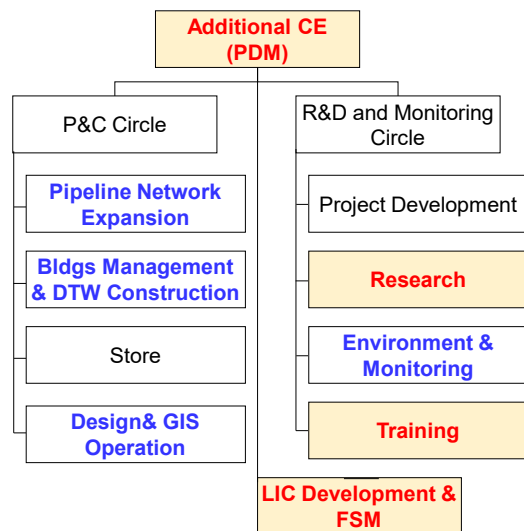 Additional CE
(PDM)
P&C Circle
Pipeline Network
Expansion
Bldgs Management
& DTW Construction
Store
Design& GIS
Operation
R&D and Monitoring
Circle
Project Development
Research
Environment &
Monitoring
Training
LIC Development &
FSM